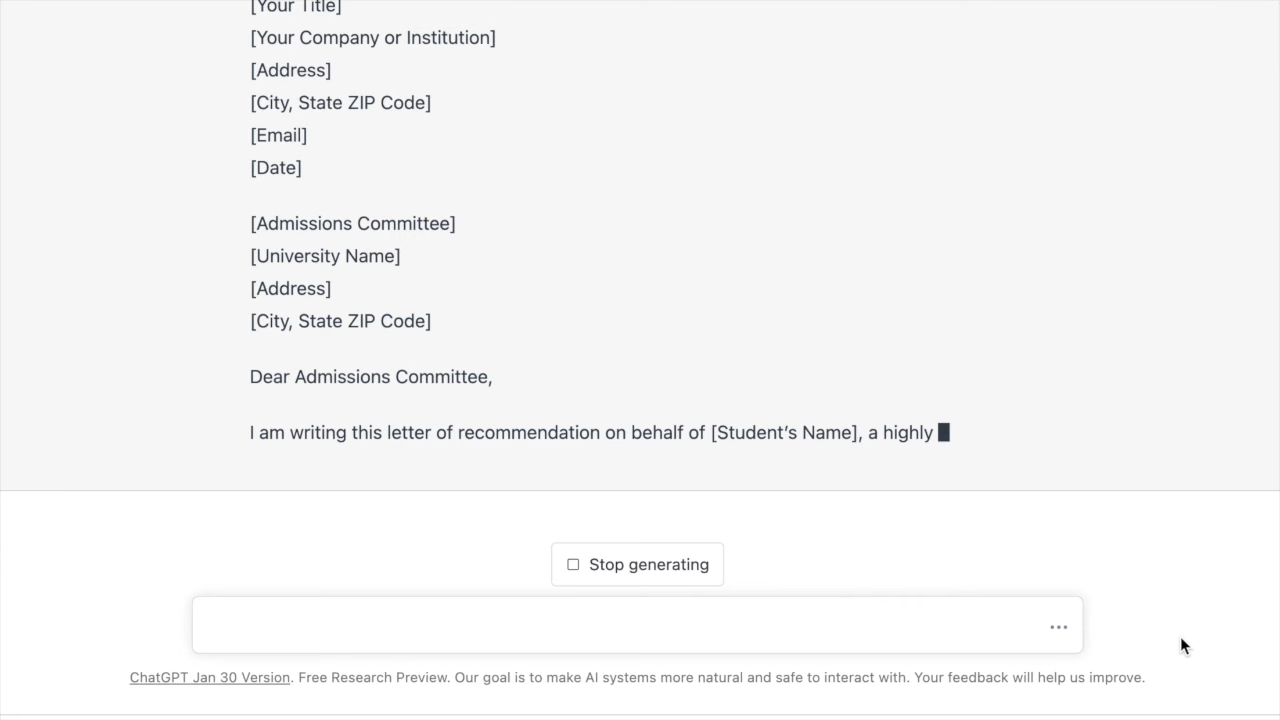 [Your Title]
[Your Company or Institution]
[Address]
[City, State ZIP Code]
[Email]
[Date]
[Admissions Committee]
[University Name]
[Address]
[City, State ZIP Code]
Dear Admissions Committee,
I am writing this letter of recommendation on behalf of [Student’s Name], a highly
Stop generating
ChatGPT Jan 30 Version. Free Research Preview. Our goal is to make AI systems more natural and safe to interact with. Your feedback will help us improve.